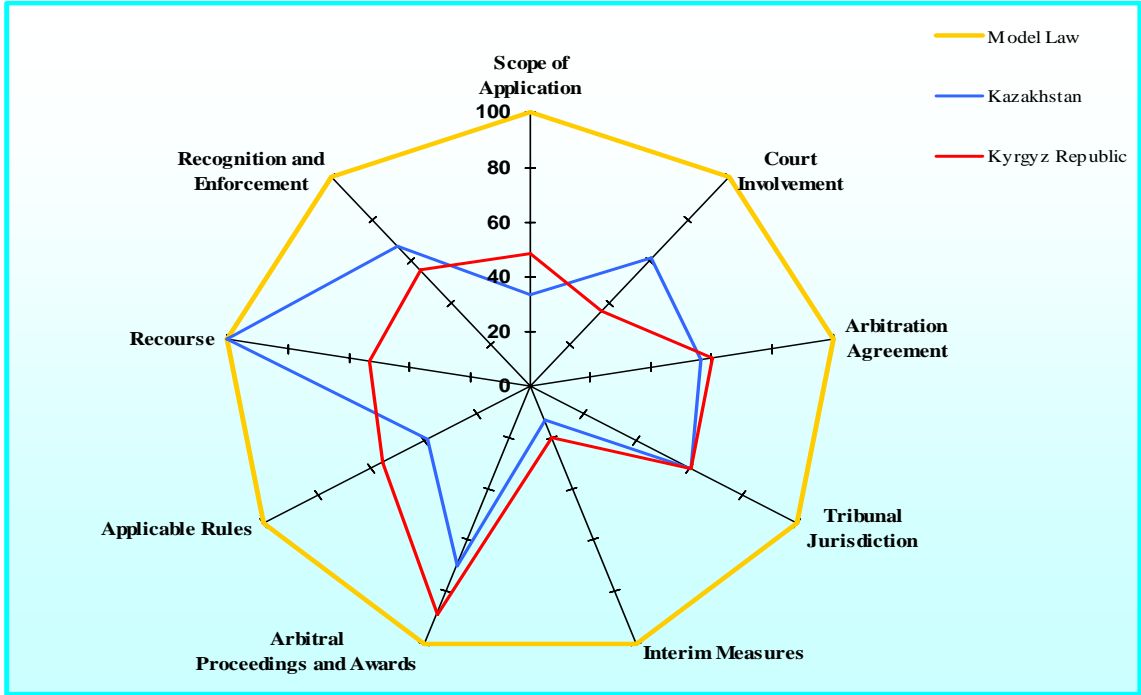 Model Law
Kazakhstan
Kyrgyz Republic
Scope of
Application
100
80
60
40
20
0
Court
Involvement
Arbitration
Agreement
Tribunal
Jurisdiction
Interim Measures
Arbitral
Proceedings and Awards
Applicable Rules
Recourse
Recognition and
Enforcement